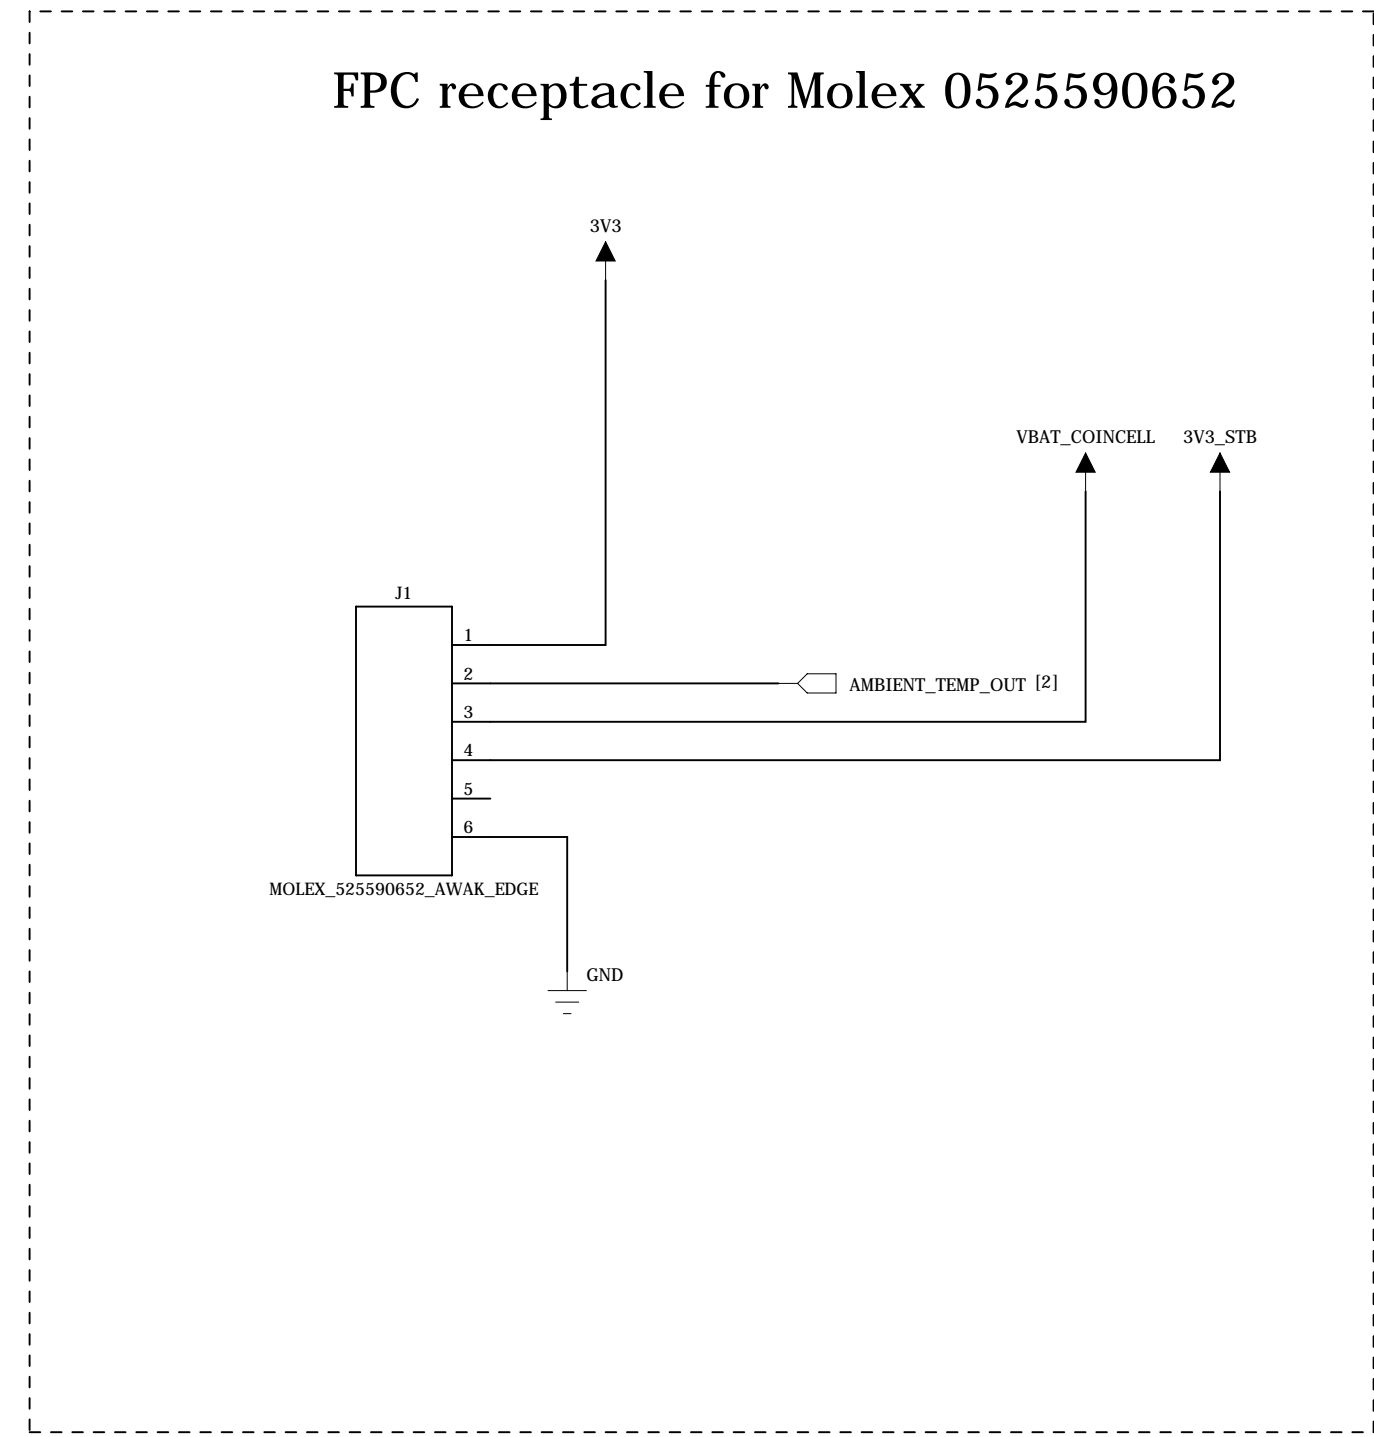 FPC receptacle for Molex 0525590652
3V3
VBAT_COINCELL 3V3_STB
J1
1
2
AMBIENT_TEMP_OUT [2]
3
4
5
6
MOLEX_525590652_AWAK_EDGE
GND